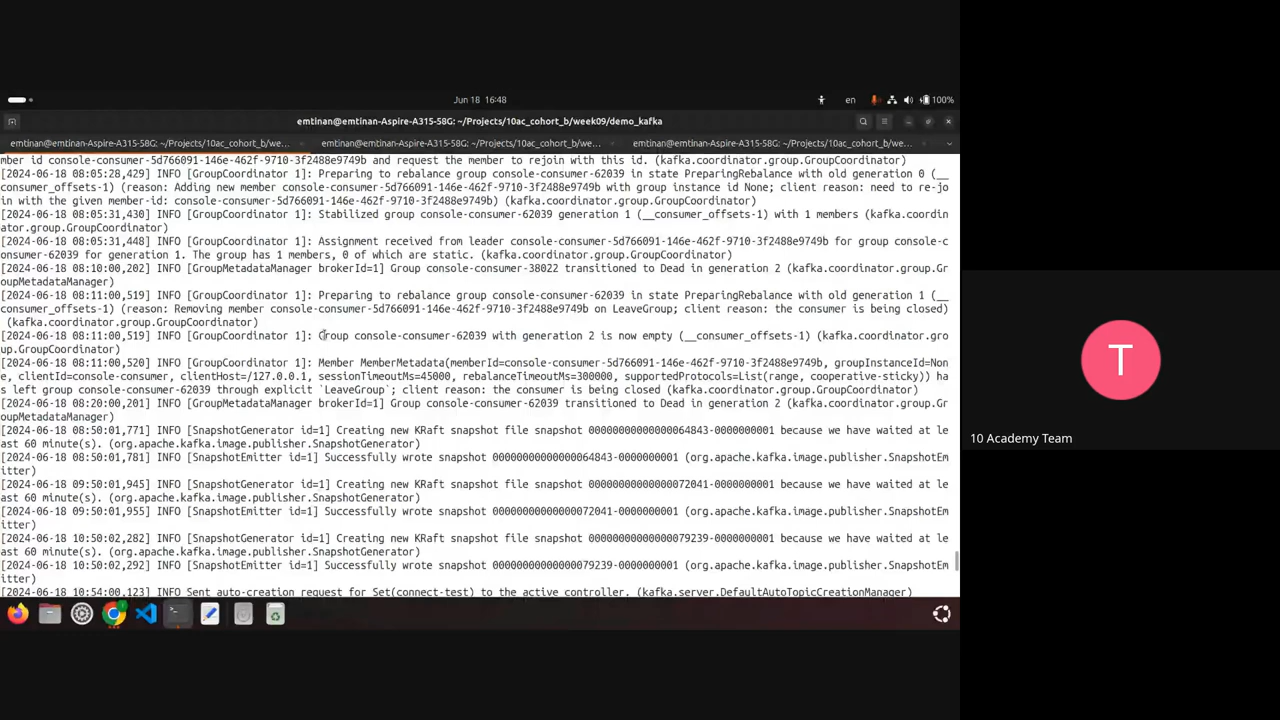 Jun 18 16:48
en
100%
emtinan@emtinan-Aspire-A315-58G: ~/Projects/10ac_cohort_b/week09/demo_kafka
emtinan@emtinan-Aspire-A315-58G: ~/Projects/10ac_cohort_b/we...
emtinan@emtinan-Aspire-A315-58G: ~/Projects/10ac_cohort_b/we...
emtinan@emtinan-Aspire-A315-58G: ~/Projects/10ac_cohort_b/we...
mber id console-consumer-5d766091-146e-462f-9710-3f2488e9749b and request the member to rejoin with this id. (kafka.coordinator.group.GroupCoordinator)
[2024-06-18 08:05:28,429] INFO [GroupCoordinator 1]: Preparing to rebalance group console-consumer-62039 in state PreparingRebalance with old generation 0 (__
consumer_offsets-1) (reason: Adding new member console-consumer-5d766091-146e-462f-9710-3f2488e9749b with group instance id None; client reason: need to re-jo
in with the given member-id: console-consumer-5d766091-146e-462f-9710-3f2488e9749b) (kafka.coordinator.group.GroupCoordinator)
[2024-06-18 08:05:31,430] INFO [GroupCoordinator 1]: Stabilized group console-consumer-62039 generation 1 (__consumer_offsets-1) with 1 members (kafka.coordin
ator.group.GroupCoordinator)
[2024-06-18 08:05:31,448] INFO [GroupCoordinator 1]: Assignment received from leader console-consumer-5d766091-146e-462f-9710-3f2488e9749b for group console-c
onsumer-62039 for generation 1. The group has 1 members, 0 of which are static. (kafka.coordinator.group.GroupCoordinator)
[2024-06-18 08:10:00,202] INFO [GroupMetadataManager brokerId=1] Group console-consumer-38022 transitioned to Dead in generation 2 (kafka.coordinator.group.Gr
oupMetadataManager)
[2024-06-18 08:11:00,519] INFO [GroupCoordinator 1]: Preparing to rebalance group console-consumer-62039 in state PreparingRebalance with old generation 1 (__
consumer_offsets-1) (reason: Removing member console-consumer-5d766091-146e-462f-9710-3f2488e9749b on LeaveGroup; client reason: the consumer is being closed)
(kafka.coordinator.group.GroupCoordinator)
[2024-06-18 08:11:00,519] INFO [GroupCoordinator 1]: Group console-consumer-62039 with generation 2 is now empty (__consumer_offsets-1) (kafka.coordinator.gro
up.GroupCoordinator)
[2024-06-18 08:11:00,520] INFO [GroupCoordinator 1]: Member MemberMetadata(memberId=console-consumer-5d766091-146e-462f-9710-3f2488e9749b, groupInstanceId=Non
e, clientId=console-consumer, clientHost=/127.0.0.1, sessionTimeoutMs=45000, rebalanceTimeoutMs=300000, supportedProtocols=List(range, cooperative-sticky)) ha
s left group console-consumer-62039 through explicit `LeaveGroup`; client reason: the consumer is being closed (kafka.coordinator.group.GroupCoordinator)
[2024-06-18 08:20:00,201] INFO [GroupMetadataManager brokerId=1] Group console-consumer-62039 transitioned to Dead in generation 2 (kafka.coordinator.group.Gr
oupMetadataManager)
[2024-06-18 08:50:01,771] INFO [SnapshotGenerator id=1] Creating new KRaft snapshot file snapshot 00000000000000064843-0000000001 because we have waited at le
ast 60 minute(s). (org.apache.kafka.image.publisher.SnapshotGenerator)
[2024-06-18 08:50:01,781] INFO [SnapshotEmitter id=1] Successfully wrote snapshot 00000000000000064843-0000000001 (org.apache.kafka.image.publisher.SnapshotEm
itter)
[2024-06-18 09:50:01,945] INFO [SnapshotGenerator id=1] Creating new KRaft snapshot file snapshot 00000000000000072041-0000000001 because we have waited at le
ast 60 minute(s). (org.apache.kafka.image.publisher.SnapshotGenerator)
[2024-06-18 09:50:01,955] INFO [SnapshotEmitter id=1] Successfully wrote snapshot 00000000000000072041-0000000001 (org.apache.kafka.image.publisher.SnapshotEm
itter)
[2024-06-18 10:50:02,282] INFO [SnapshotGenerator id=1] Creating new KRaft snapshot file snapshot 00000000000000079239-0000000001 because we have waited at le
ast 60 minute(s). (org.apache.kafka.image.publisher.SnapshotGenerator)
[2024-06-18 10:50:02,292] INFO [SnapshotEmitter id=1] Successfully wrote snapshot 00000000000000079239-0000000001 (org.apache.kafka.image.publisher.SnapshotEm
itter)
[2024-06-18 10:54:00,123] INFO Sent auto-creation request for Set(connect-test) to the active controller. (kafka.server.DefaultAutoTopicCreationManager)
T
10 Academy Team